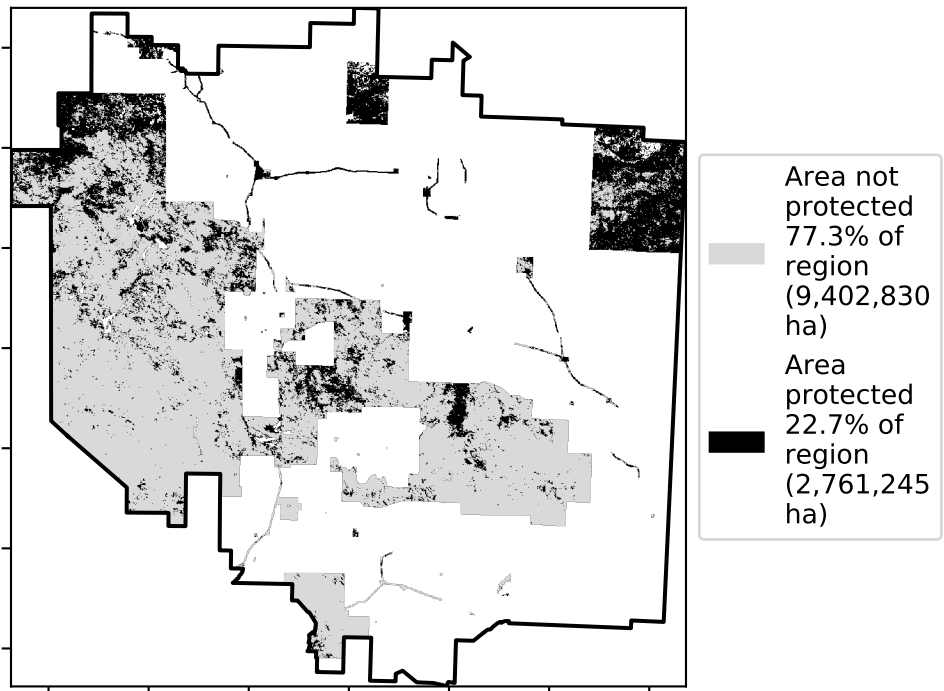 Area not
protected
77.3% of
region
(9,402,830
ha)
Area
protected
22.7% of
region
(2,761,245
ha)